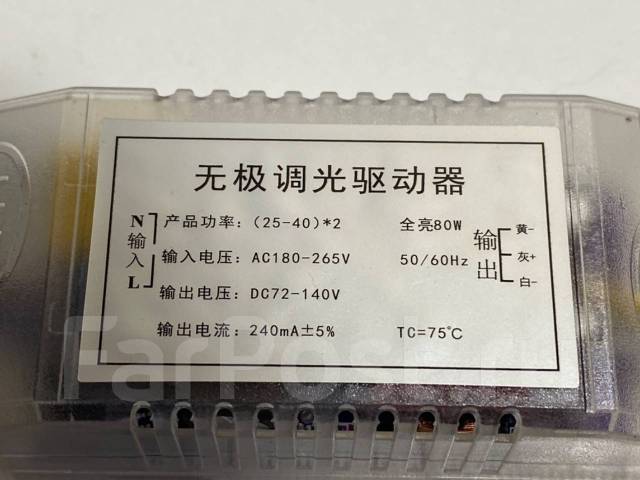 无极调光驱动器
N 输入 L
产品功率：（25-40）*2 全亮80W
输入电压：AC180-265V 50/60Hz
输出电压：DC72-140V
输出电流：240mA±5% TC=75℃
输出
黄-
灰+
白-
FarPost.ru